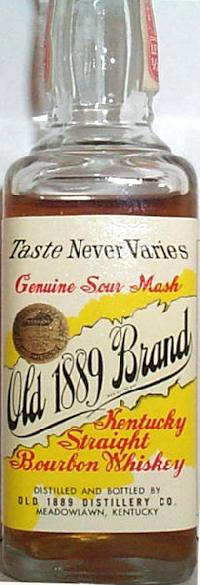 Taste Never Varies
Genuine Sour Mash
Old 1889 Brand
Kentucky
Straight
Bourbon Whiskey
DISTILLED AND BOTTLED BY
OLD 1889 DISTILLERY CO.
MEADOWLAWN, KENTUCKY